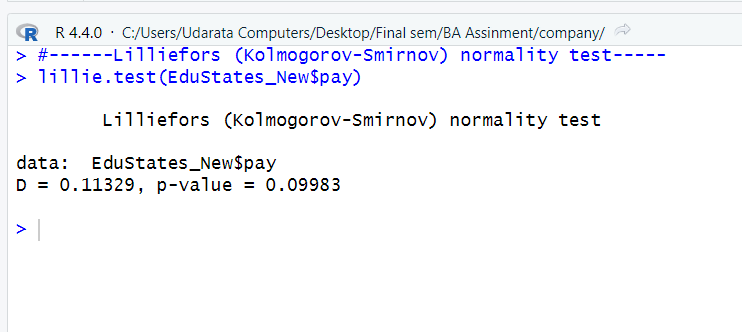 R R 4.4.0 · C:/Users/Udarata Computers/Desktop/Final sem/BA Assinment/company/
> #------Lilliefors (Kolmogorov-Smirnov) normality test-----
> lillie.test(EduStates_New$pay)
Lilliefors (Kolmogorov-Smirnov) normality test
data:  EduStates_New$pay
D = 0.11329, p-value = 0.09983
>